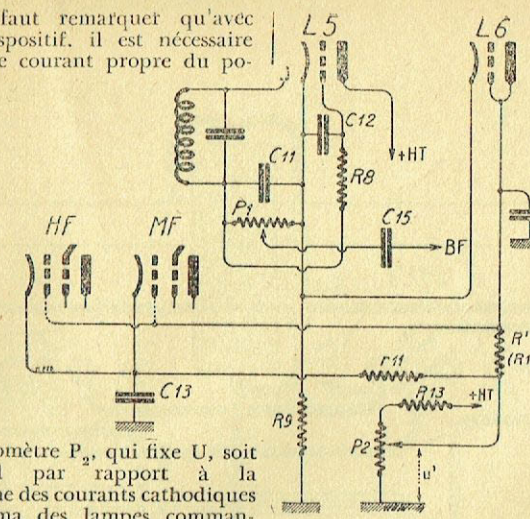 faut remarquer qu'avec
spositif. il est nécessaire
e courant propre du po-
L5
L6
C12
+HT
C11
R8
P1
C15
BF
HF
MF
R'
(R1
r11
C13
R13
+HT
R9
P2
u'
omètre P₂, qui fixe U, soit
l par rapport à la
ne des courants cathodiques
ma des lampes comman-